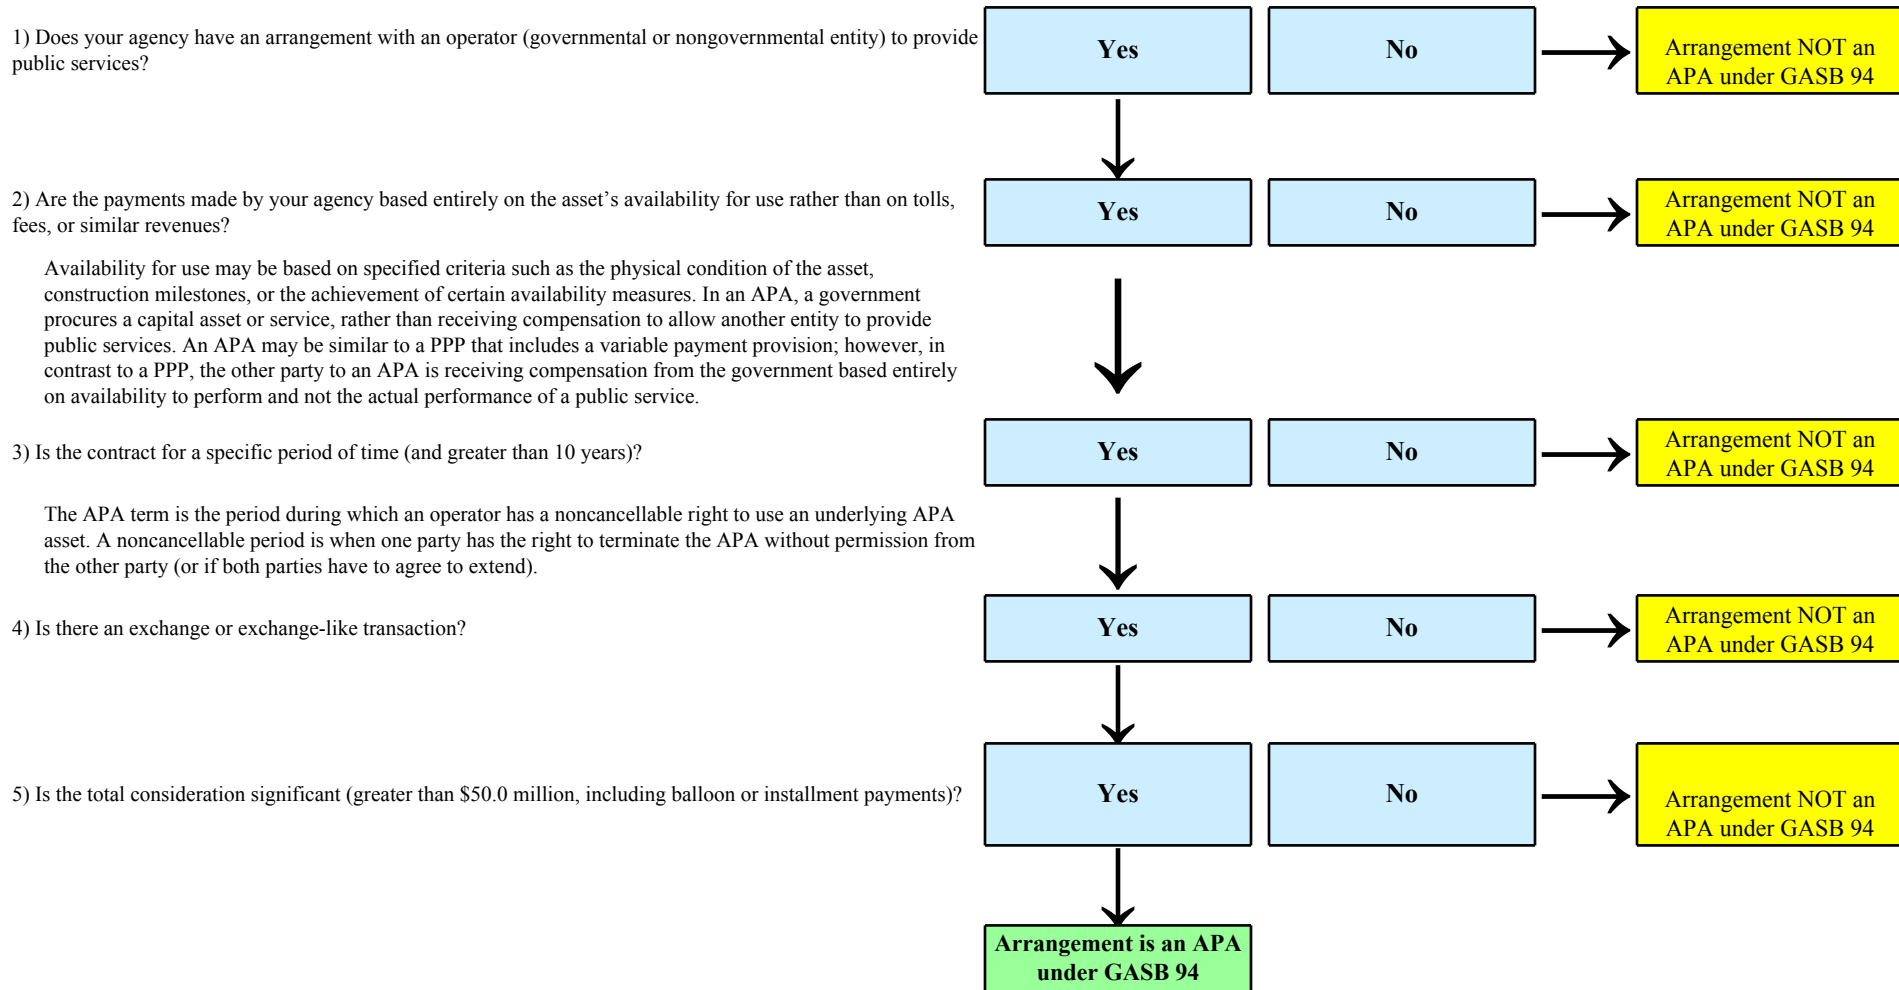 1) Does your agency have an arrangement with an operator (governmental or nongovernmental entity) to provide
public services?
Yes
No
Arrangement NOT an
APA under GASB 94
2) Are the payments made by your agency based entirely on the asset’s availability for use rather than on tolls,
fees, or similar revenues?
Yes
No
Arrangement NOT an
APA under GASB 94
Availability for use may be based on specified criteria such as the physical condition of the asset,
construction milestones, or the achievement of certain availability measures. In an APA, a government
procures a capital asset or service, rather than receiving compensation to allow another entity to provide
public services. An APA may be similar to a PPP that includes a variable payment provision; however, in
contrast to a PPP, the other party to an APA is receiving compensation from the government based entirely
on availability to perform and not the actual performance of a public service.
3) Is the contract for a specific period of time (and greater than 10 years)?
Yes
No
Arrangement NOT an
APA under GASB 94
The APA term is the period during which an operator has a noncancellable right to use an underlying APA
asset. A noncancellable period is when one party has the right to terminate the APA without permission from
the other party (or if both parties have to agree to extend).
4) Is there an exchange or exchange-like transaction?
Yes
No
Arrangement NOT an
APA under GASB 94
5) Is the total consideration significant (greater than $50.0 million, including balloon or installment payments)?
Yes
No
Arrangement NOT an
APA under GASB 94
Arrangement is an APA
under GASB 94